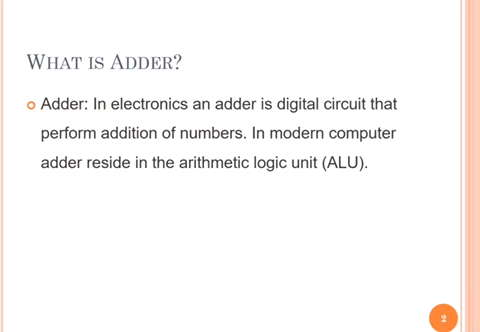 WHAT IS ADDER?
Adder: In electronics an adder is digital circuit that
perform addition of numbers. In modern computer
adder reside in the arithmetic logic unit (ALU).
2